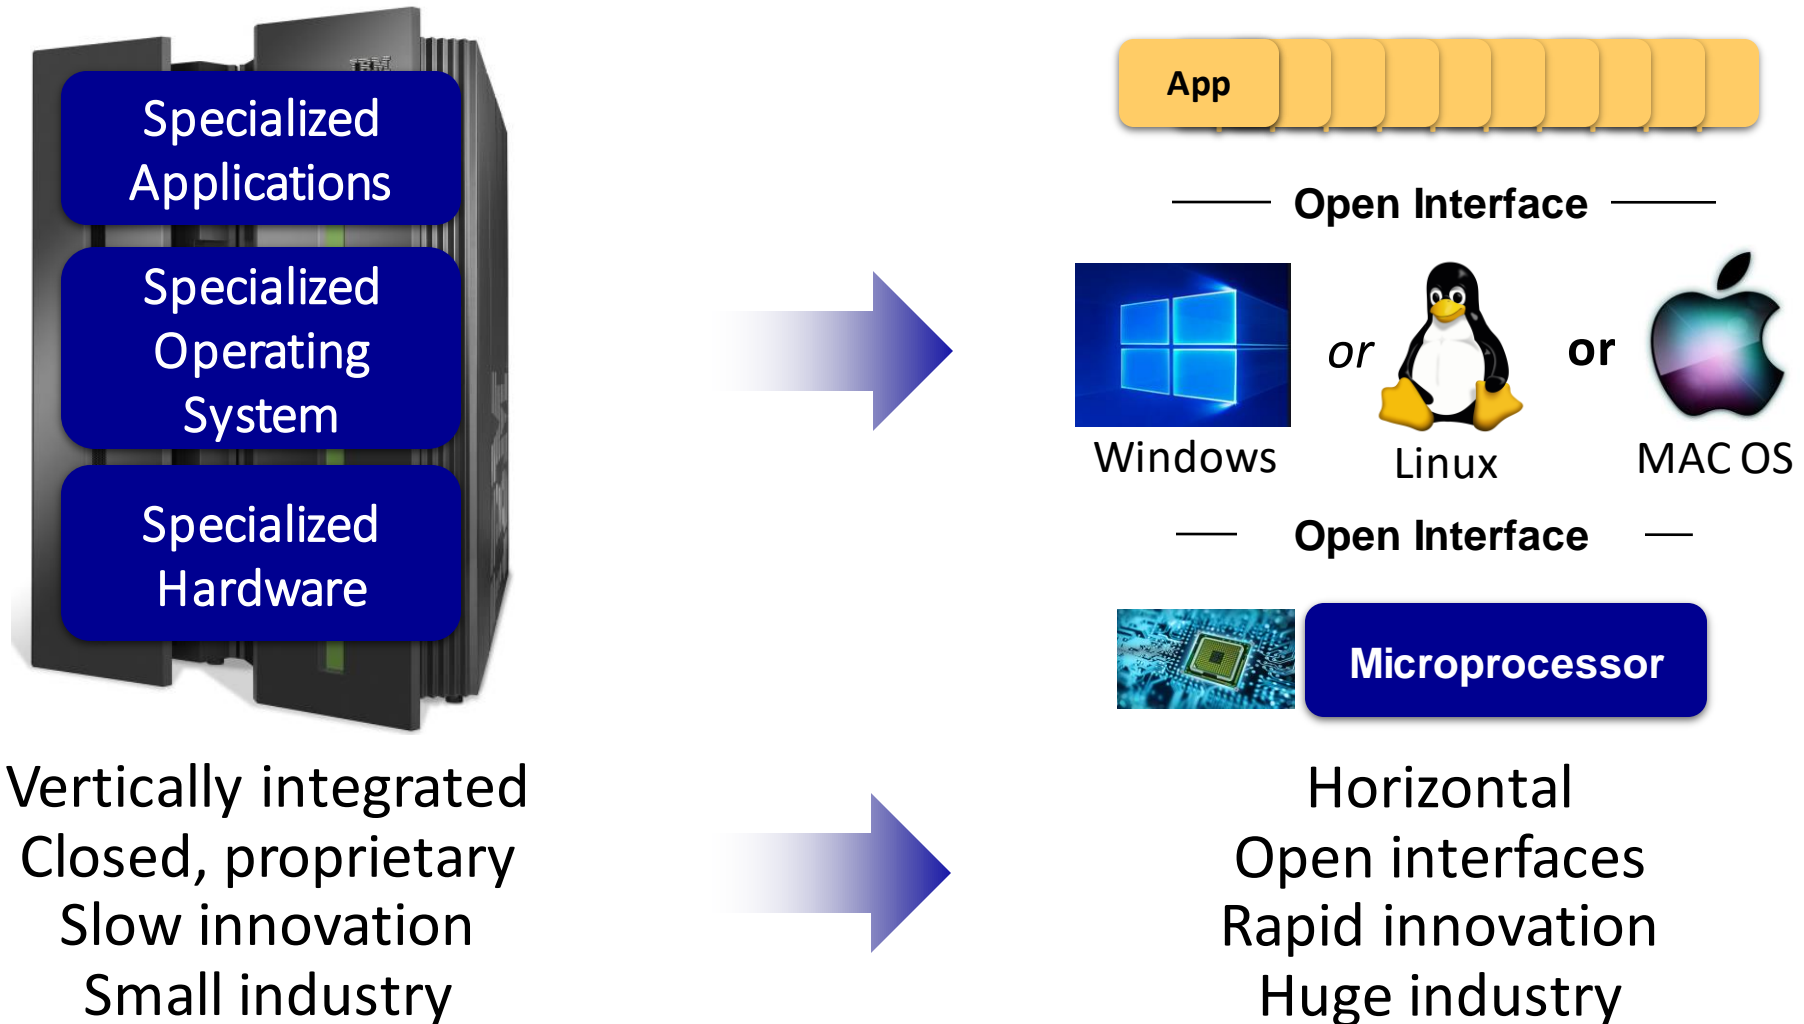 IBM
Specialized
Applications
Specialized
Operating
System
Specialized
Hardware
Vertically integrated
Closed, proprietary
Slow innovation
Small industry
App
Open Interface
or
or
Windows
Linux
MAC OS
Open Interface
Microprocessor
Horizontal
Open interfaces
Rapid innovation
Huge industry